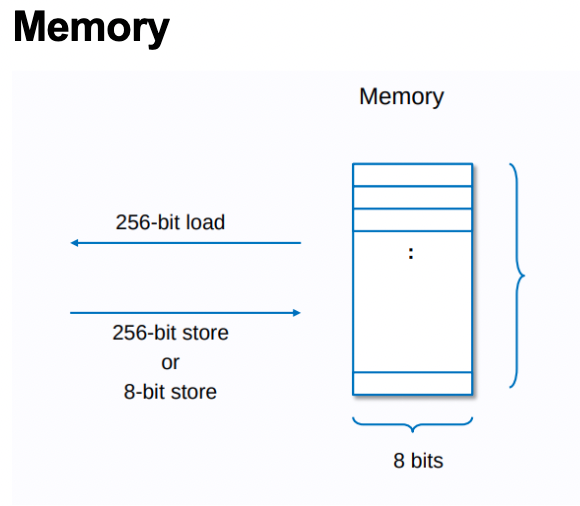 Memory
Memory
256-bit load
:
256-bit store
or
8-bit store
8 bits